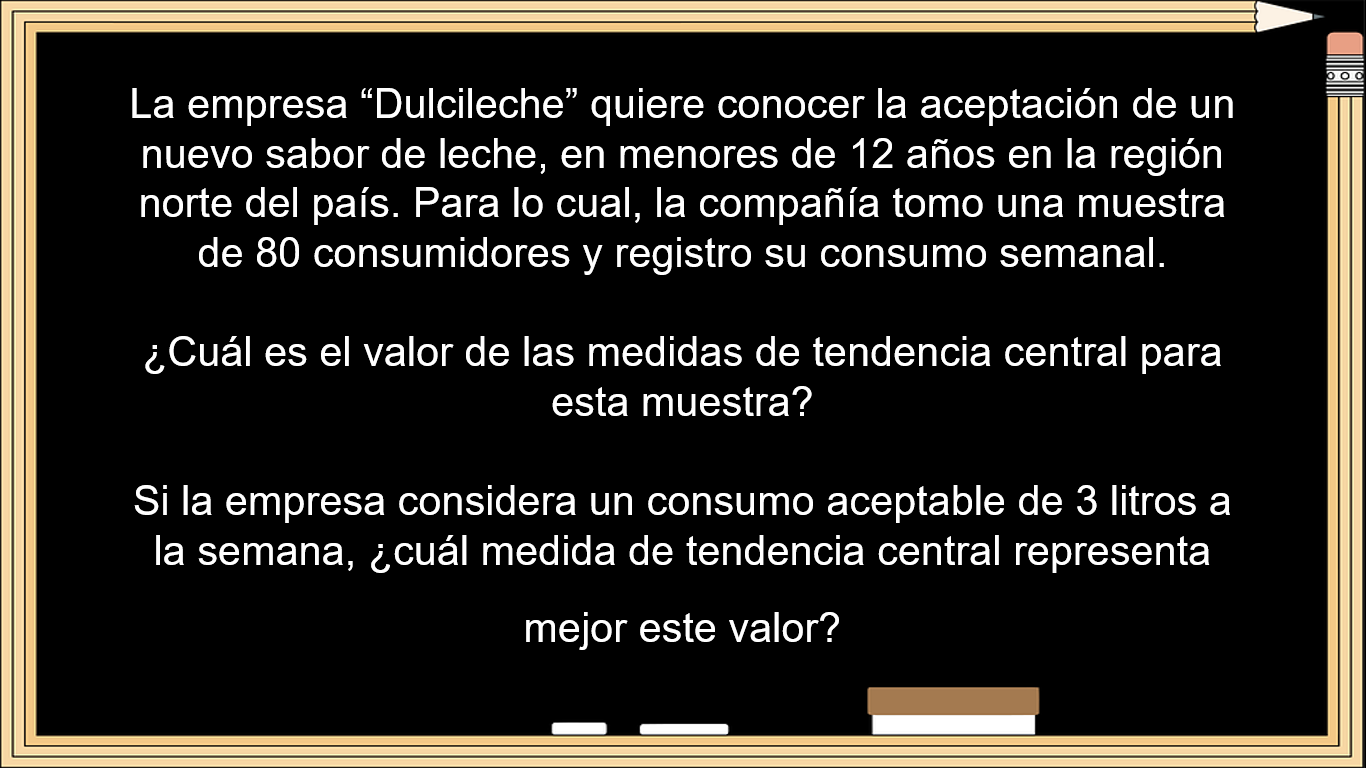 La empresa “Dulcileche” quiere conocer la aceptación de un
nuevo sabor de leche, en menores de 12 años en la región
norte del país. Para lo cual, la compañía tomo una muestra
de 80 consumidores y registro su consumo semanal.
¿Cuál es el valor de las medidas de tendencia central para
esta muestra?
Si la empresa considera un consumo aceptable de 3 litros a
la semana, ¿cuál medida de tendencia central representa
mejor este valor?